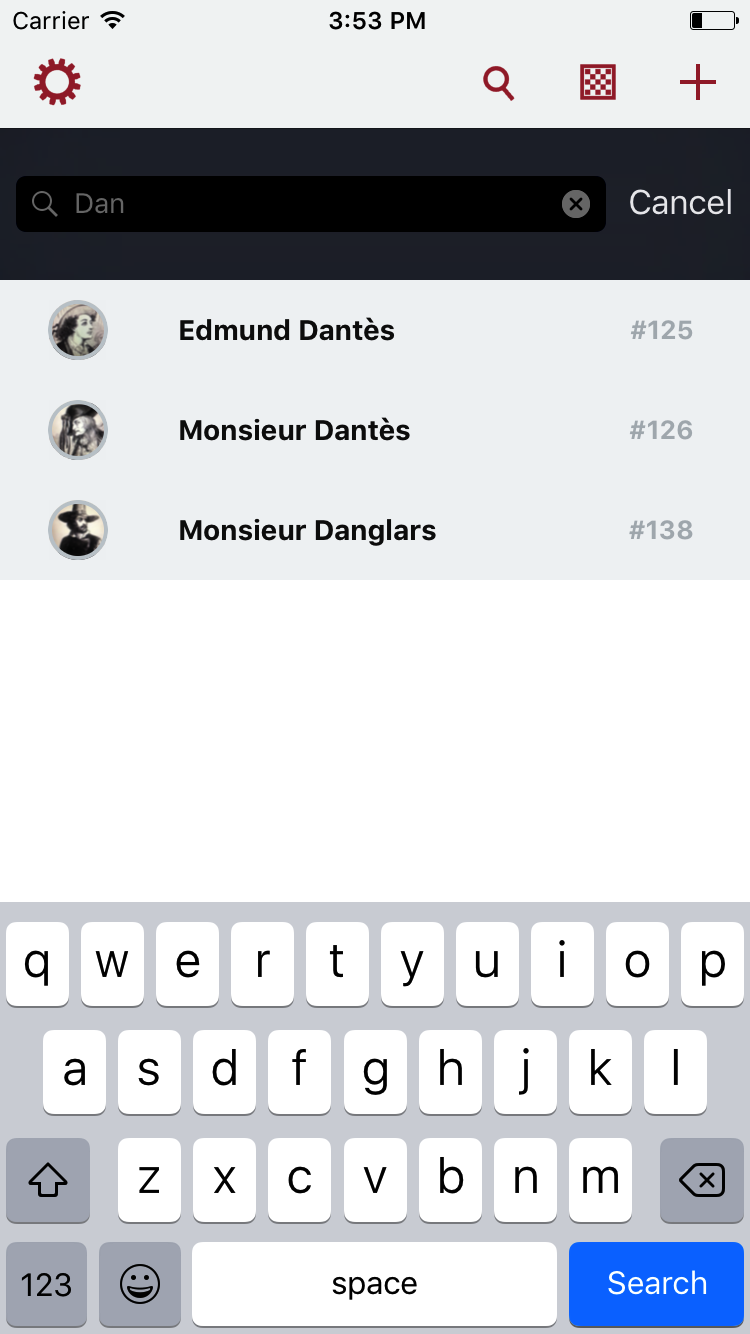 Carrier 3:53 PM
Dan Cancel
Edmund Dantès #125
Monsieur Dantès #126
Monsieur Danglars #138
q w e r t y u i o p
a s d f g h j k l
z x c v b n m
123 space Search